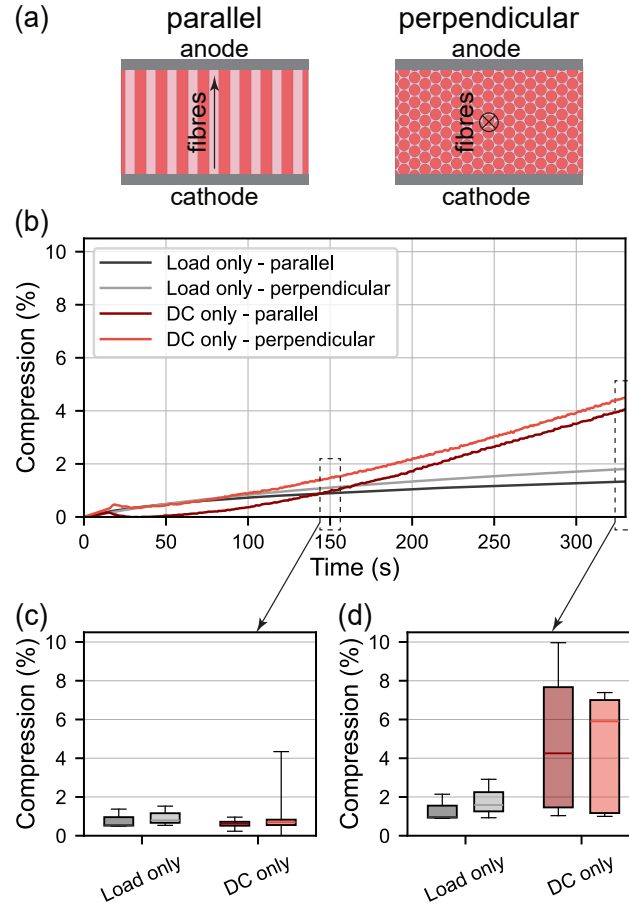 (a)
parallel
perpendicular
anode
anode
fibres
fibres
cathode
cathode
(b)
10
8
6
4
2
0
Compression (%)
Load only - parallel
Load only - perpendicular
DC only - parallel
DC only - perpendicular
0 50 100 150 200 250 300
Time (s)
(c)
10
8
6
4
2
0
Compression (%)
Load only
DC only
(d)
10
8
6
4
2
0
Compression (%)
Load only
DC only